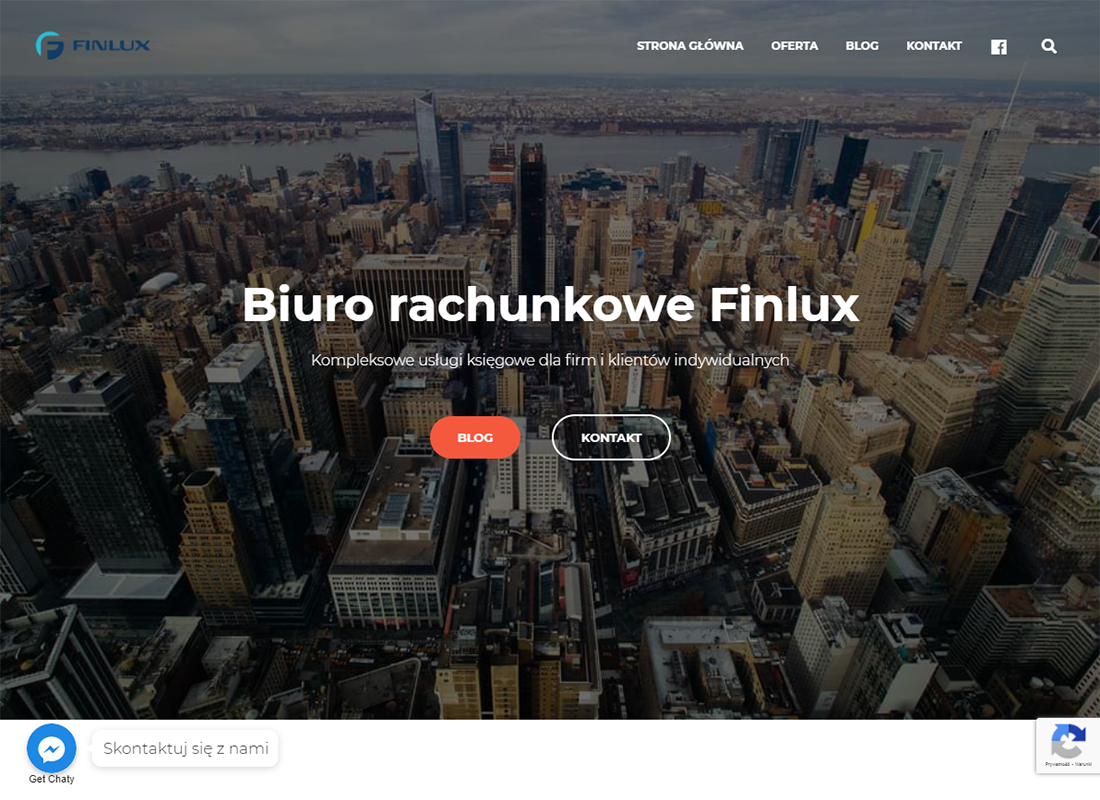 FINLUX
STRONA GŁÓWNA OFERTA BLOG KONTAKT
Biuro rachunkowe Finlux
Kompleksowe usługi księgowe dla firm i klientów indywidualnych
BLOG KONTAKT
Skontaktuj się z nami
Get Chaty
Prywatność - Warunki